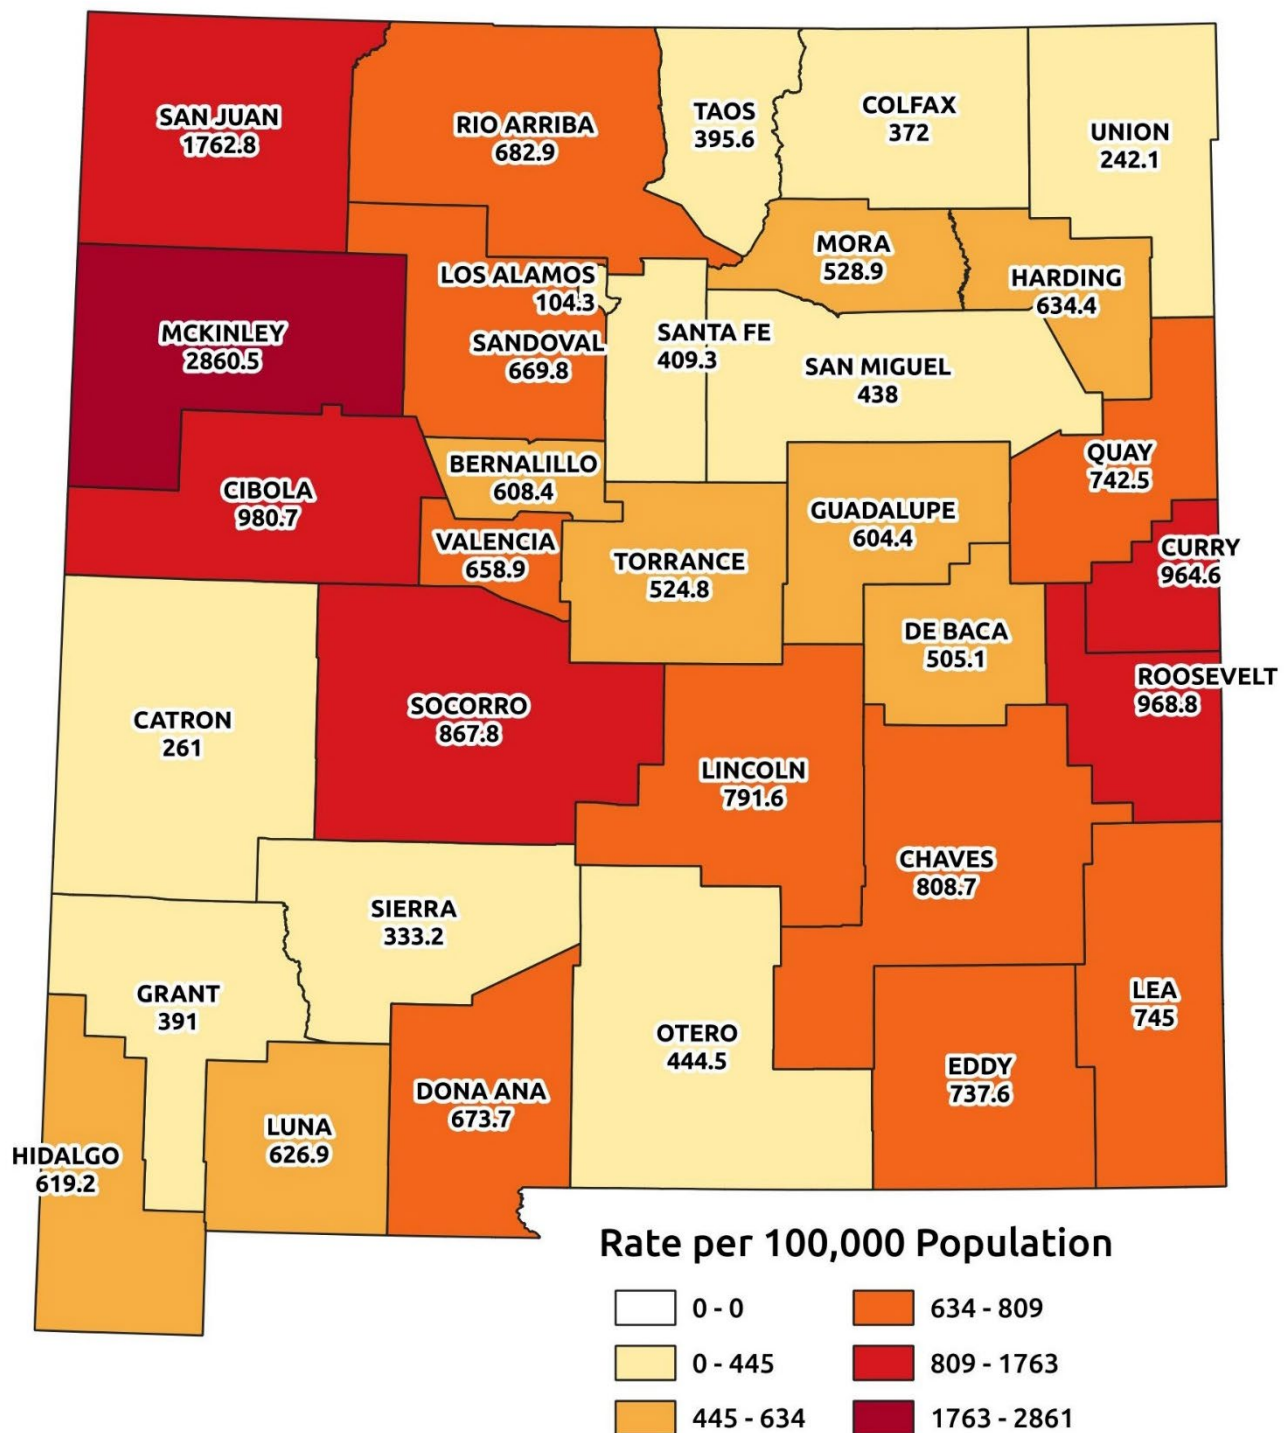 SAN JUAN
1762.8
RIO ARRIBA
682.9
TAOS
395.6
COLFAX
372
UNION
242.1
MORA
528.9
HARDING
634.4
LOS ALAMOS
104.3
MCKINLEY
2860.5
SANDOVAL
669.8
SANTA FE
409.3
SAN MIGUEL
438
QUAY
742.5
BERNALILLO
608.4
CIBOLA
980.7
GUADALUPE
604.4
VALENCIA
658.9
TORRANCE
524.8
CURRY
964.6
DE BACA
505.1
ROOSEVELT
968.8
CATRON
261
SOCORRO
867.8
LINCOLN
791.6
CHAVES
808.7
SIERRA
333.2
GRANT
391
LEA
745
OTERO
444.5
EDDY
737.6
DONA ANA
673.7
LUNA
626.9
HIDALGO
619.2
Rate per 100,000 Population
0 - 0
0 - 445
445 - 634
634 - 809
809 - 1763
1763 - 2861